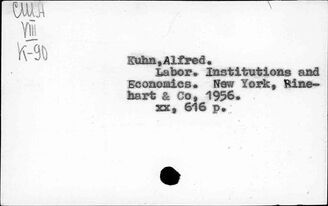 США
VIII
K-90
Kuhn,Alfred.
Labor. Institutions and
Economics. New York, Rine-
hart & Co, 1956.
xx, 616 p.